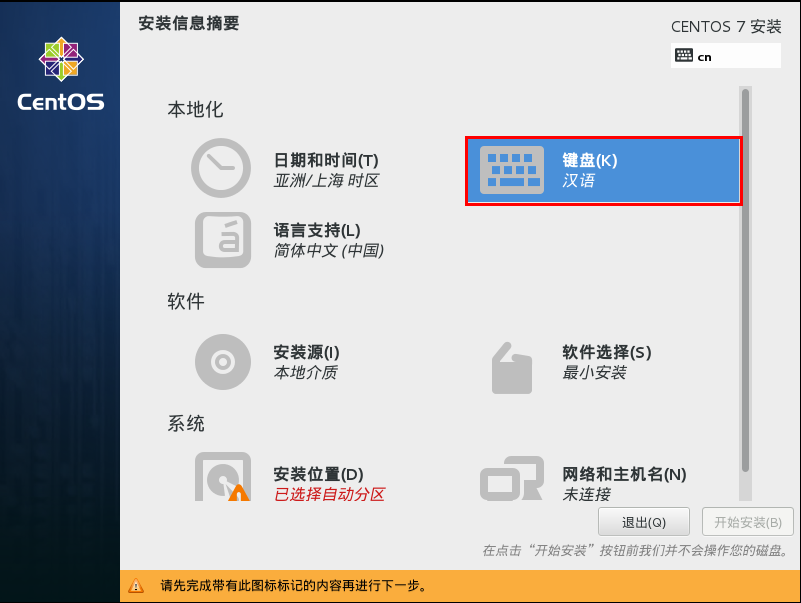 安装信息摘要
CENTOS 7 安装
cn
CentOS
本地化
日期和时间(T)
亚洲/上海 时区
键盘(K)
汉语
语言支持(L)
简体中文 (中国)
软件
安装源(I)
本地介质
软件选择(S)
最小安装
系统
安装位置(D)
已选择自动分区
网络和主机名(N)
未连接
退出(Q)
开始安装(B)
在点击“开始安装”按钮前我们并不会操作您的磁盘。
请先完成带有此图标标记的内容再进行下一步。